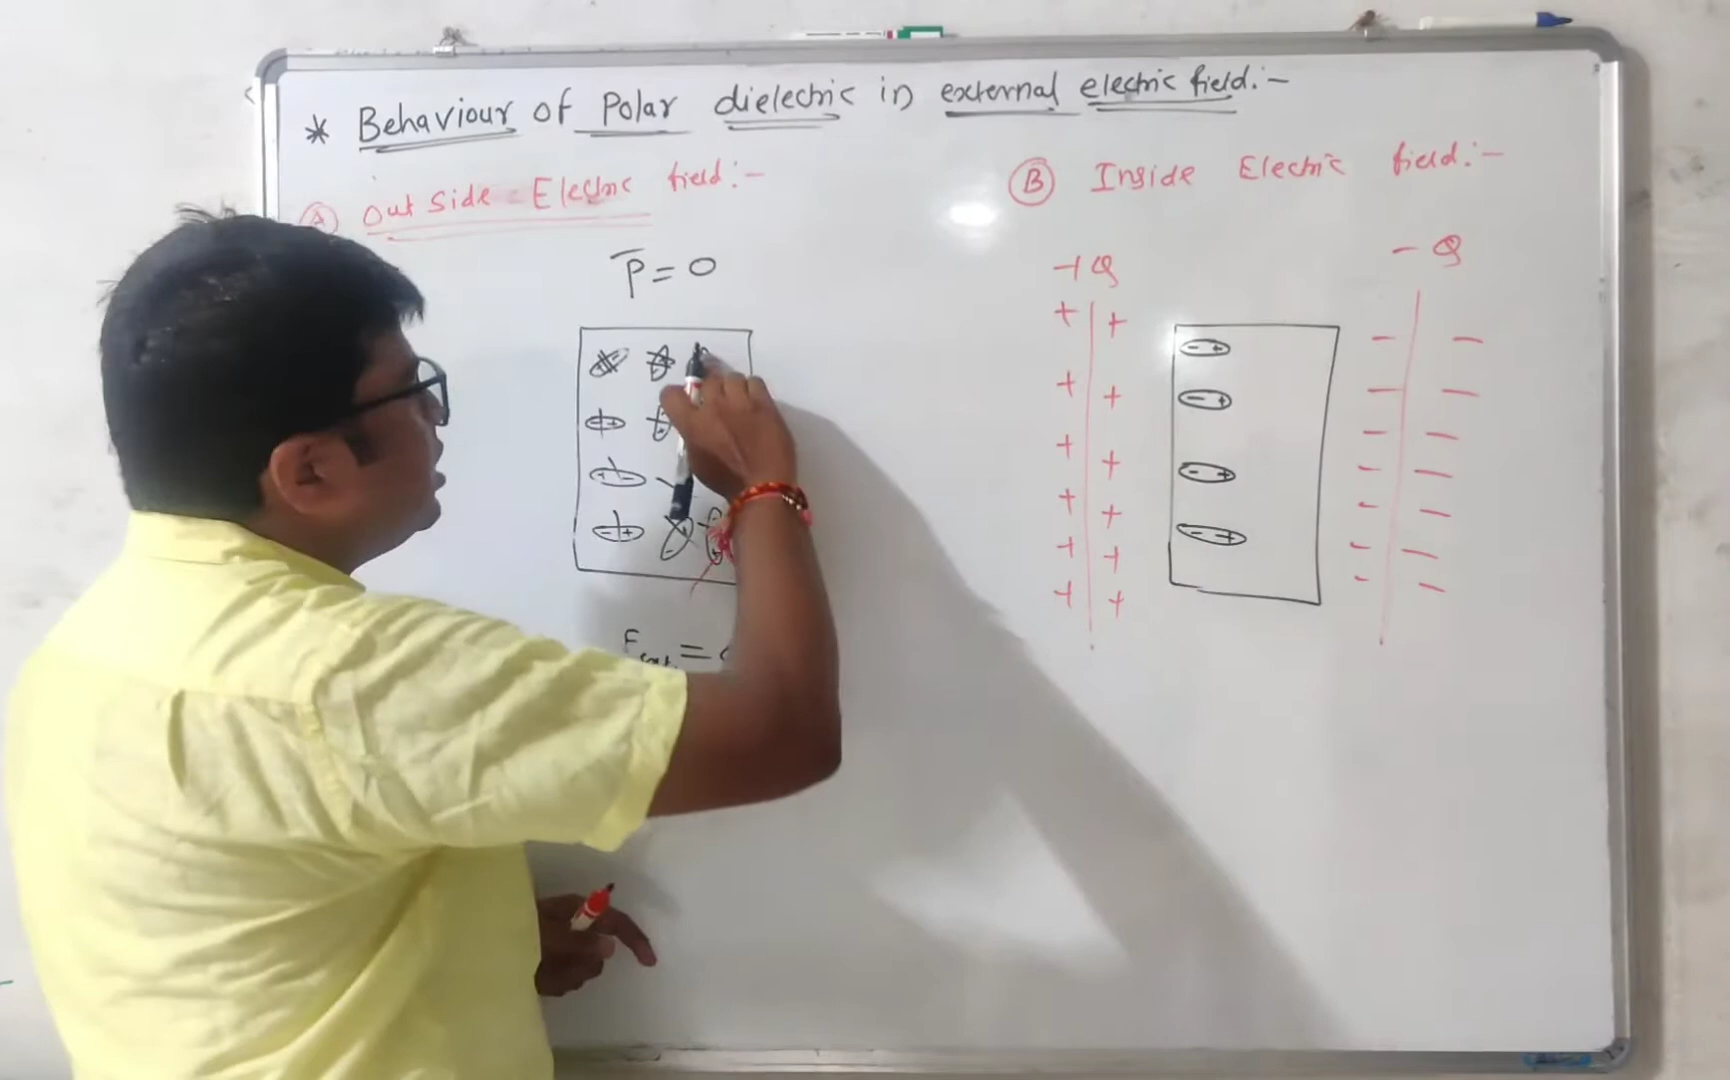 * Behaviour of Polar dielectric in external electric field:-
(A) Out Side Electric field:-
(B) Inside Electric field:-
P̅ = 0
+Q
- Q
=